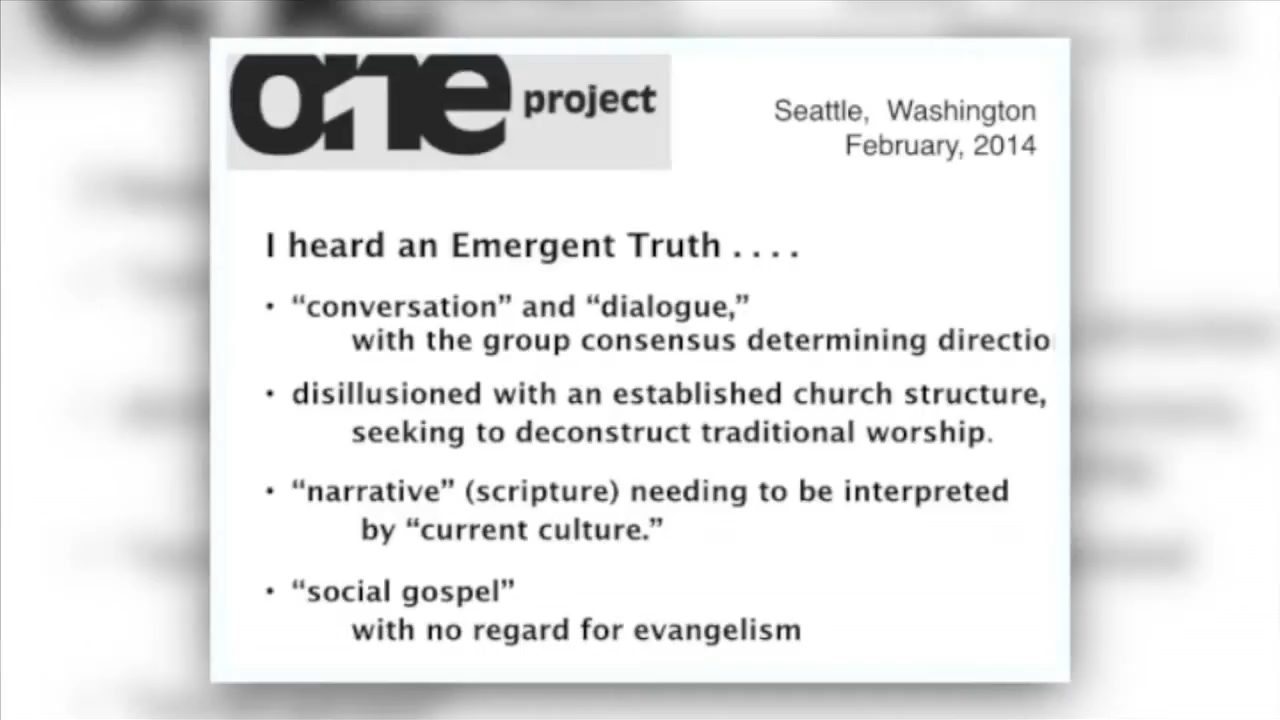 one project
Seattle, Washington
February, 2014
I heard an Emergent Truth . . . .
• “conversation” and “dialogue,”
with the group consensus determining directio
• disillusioned with an established church structure,
seeking to deconstruct traditional worship.
• “narrative” (scripture) needing to be interpreted
by “current culture.”
• “social gospel”
with no regard for evangelism